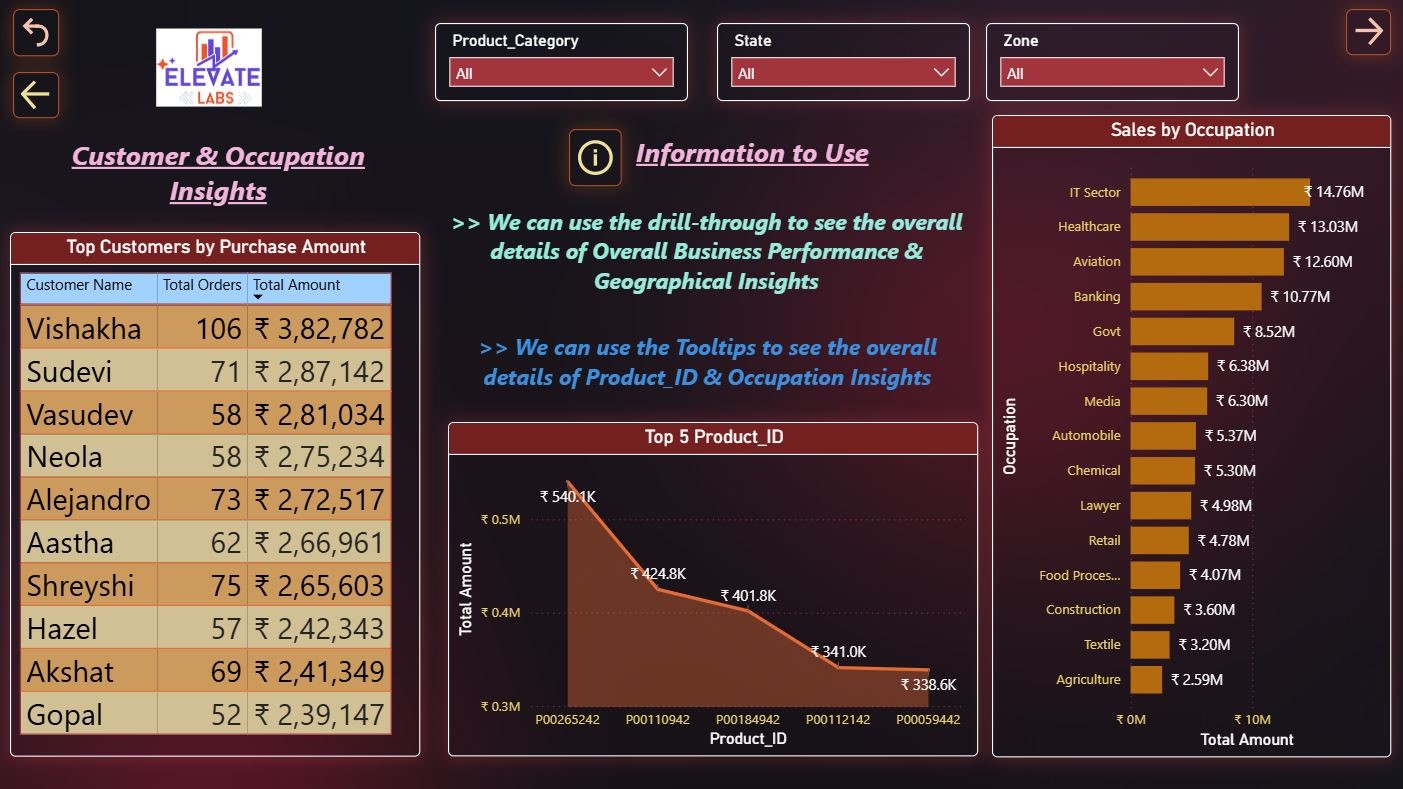 ELEVATE
LABS
Product_Category
All
State
All
Zone
All
Customer & Occupation
Insights
Information to Use
>> We can use the drill-through to see the overall
details of Overall Business Performance &
Geographical Insights
>> We can use the Tooltips to see the overall
details of Product_ID & Occupation Insights
Top Customers by Purchase Amount
Customer Name Total Orders Total Amount
Vishakha 106 ₹ 3,82,782
Sudevi 71 ₹ 2,87,142
Vasudev 58 ₹ 2,81,034
Neola 58 ₹ 2,75,234
Alejandro 73 ₹ 2,72,517
Aastha 62 ₹ 2,66,961
Shreyshi 75 ₹ 2,65,603
Hazel 57 ₹ 2,42,343
Akshat 69 ₹ 2,41,349
Gopal 52 ₹ 2,39,147
Top 5 Product_ID
Total Amount
₹ 0.5M
₹ 0.4M
₹ 0.3M
₹ 540.1K
₹ 424.8K
₹ 401.8K
₹ 341.0K
₹ 338.6K
P00265242 P00110942 P00184942 P00112142 P00059442
Product_ID
Sales by Occupation
Occupation
IT Sector ₹ 14.76M
Healthcare ₹ 13.03M
Aviation ₹ 12.60M
Banking ₹ 10.77M
Govt ₹ 8.52M
Hospitality ₹ 6.38M
Media ₹ 6.30M
Automobile ₹ 5.37M
Chemical ₹ 5.30M
Lawyer ₹ 4.98M
Retail ₹ 4.78M
Food Proces... ₹ 4.07M
Construction ₹ 3.60M
Textile ₹ 3.20M
Agriculture ₹ 2.59M
₹ 0M ₹ 10M
Total Amount